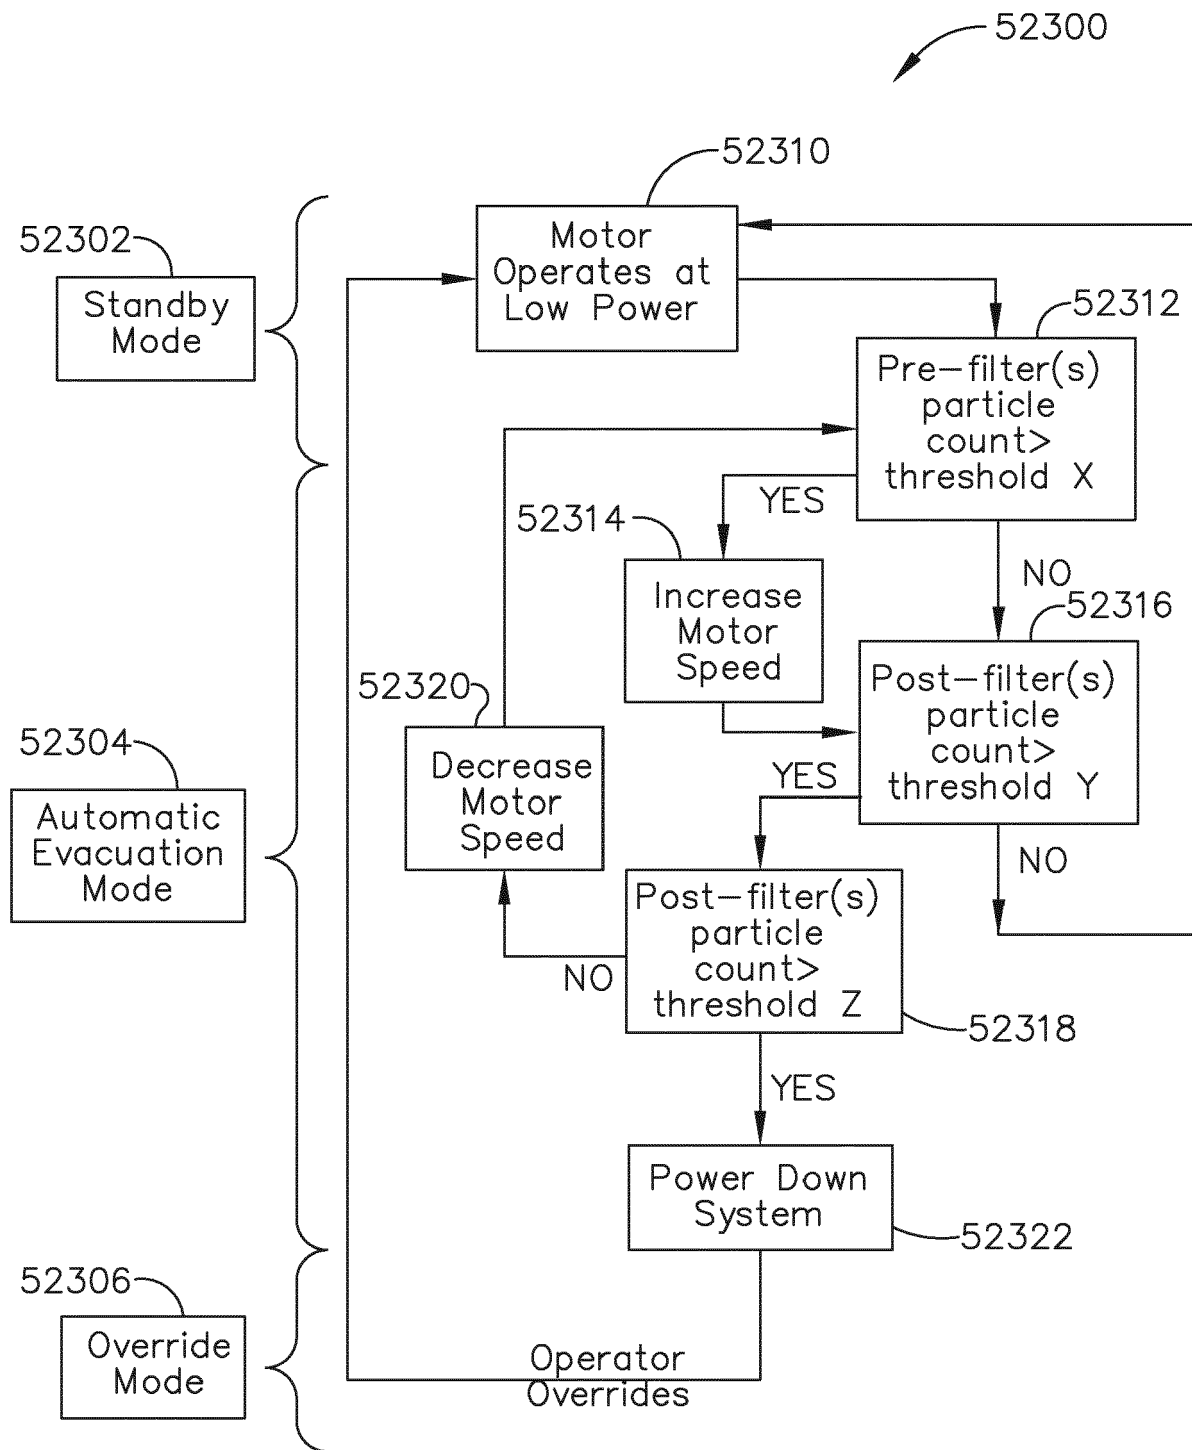 52300
52310
Motor
Operates at
Low Power
52302
Standby
Mode
52312
Pre-filter(s)
particle
count>
threshold X
YES
NO
52314
Increase
Motor
Speed
52316
Post-filter(s)
particle
count>
threshold Y
YES
NO
52320
Decrease
Motor
Speed
52304
Automatic
Evacuation
Mode
Post-filter(s)
particle
count>
threshold Z
NO
52318
YES
Power Down
System
52322
52306
Override
Mode
Operator
Overrides